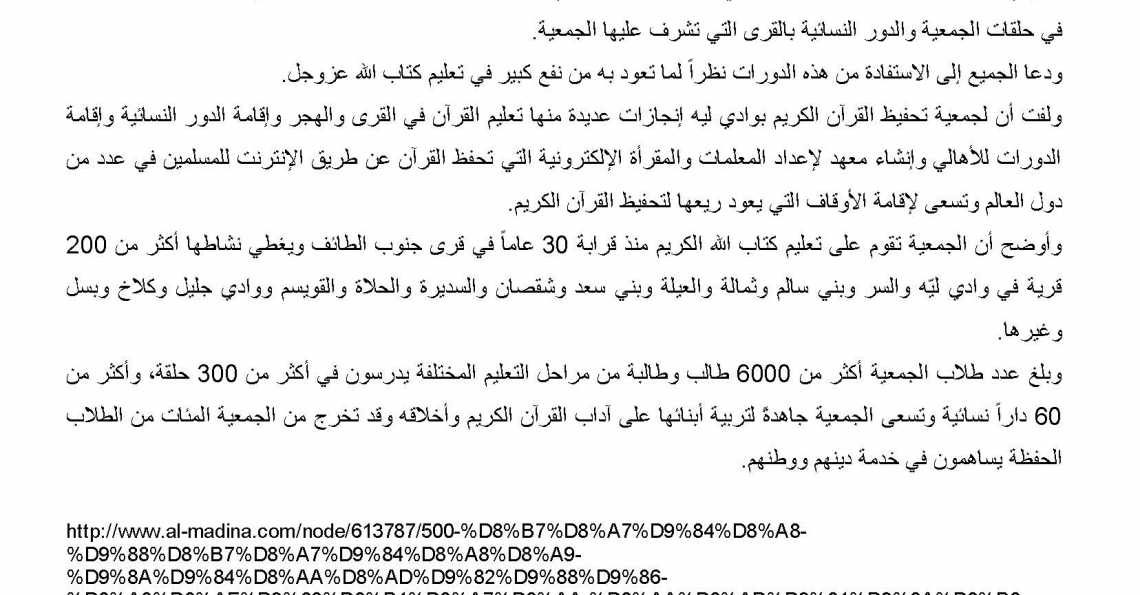 في حلقات الجمعية والدور النسائية بالقرى التي تشرف عليها الجمعية.
ودعا الجميع إلى الاستفادة من هذه الدورات نظراً لما تعود به من نفع كبير في تعليم كتاب الله عزوجل.
ولفت أن لجمعية تحفيظ القرآن الكريم بوادي ليه إنجازات عديدة منها تعليم القرآن في القرى والهجر وإقامة الدور النسائية وإقامة
الدورات للأهالي وإنشاء معهد لإعداد المعلمات والمقرأة الإلكترونية التي تحفظ القرآن عن طريق الإنترنت للمسلمين في عدد من
دول العالم وتسعى لإقامة الأوقاف التي يعود ريعها لتحفيظ القرآن الكريم.
وأوضح أن الجمعية تقوم على تعليم كتاب الله الكريم منذ قرابة 30 عاماً في قرى جنوب الطائف ويغطي نشاطها أكثر من 200
قرية في وادي ليّه والسر وبني سالم وثمالة والعيلة وبني سعد وشقصان والسديرة والحلاة والقويسم ووادي جليل وكلاخ وبسل
وغيرها.
وبلغ عدد طلاب الجمعية أكثر من 6000 طالب وطالبة من مراحل التعليم المختلفة يدرسون في أكثر من 300 حلقة، وأكثر من
60 داراً نسائية وتسعى الجمعية جاهدةً لتربية أبنائها على آداب القرآن الكريم وأخلاقه وقد تخرج من الجمعية المئات من الطلاب
الحفظة يساهمون في خدمة دينهم ووطنهم.
http://www.al-madina.com/node/613787/500-%D8%B7%D8%A7%D9%84%D8%A8-
%D9%88%D8%B7%D8%A7%D9%84%D8%A8%D8%A9-
%D9%8A%D9%84%D8%AA%D8%AD%D9%82%D9%88%D9%86-